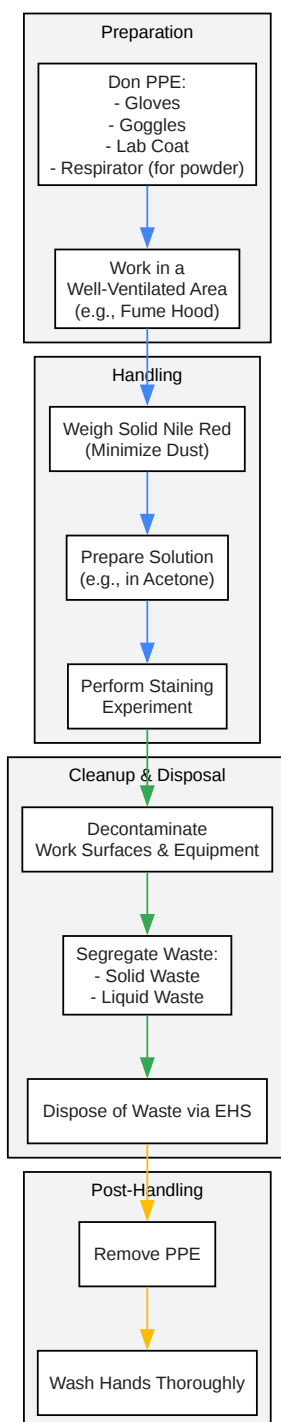 Preparation
Don PPE:
- Gloves
- Goggles
- Lab Coat
- Respirator (for powder)
Work in a
Well-Ventilated Area
(e.g., Fume Hood)
Handling
Weigh Solid Nile Red
(Minimize Dust)
Prepare Solution
(e.g., in Acetone)
Perform Staining
Experiment
Cleanup & Disposal
Decontaminate
Work Surfaces & Equipment
Segregate Waste:
- Solid Waste
- Liquid Waste
Dispose of Waste via EHS
Post-Handling
Remove PPE
Wash Hands Thoroughly